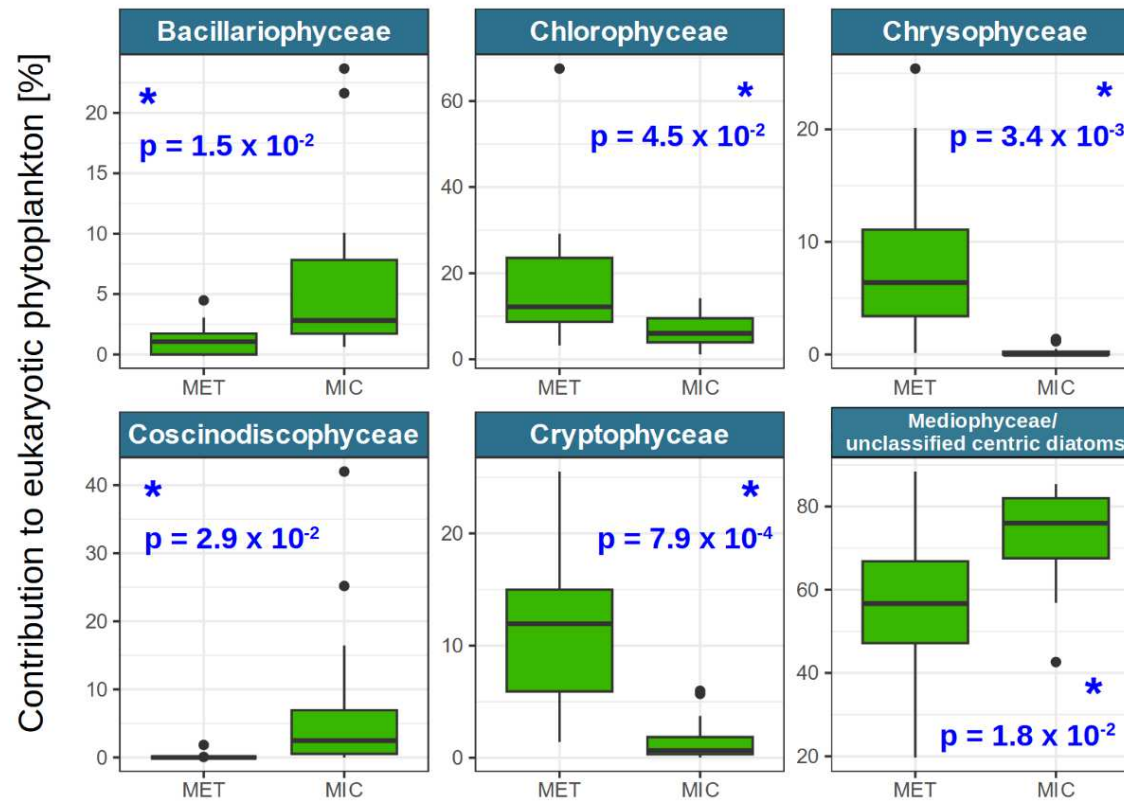 Contribution to eukaryotic phytoplankton [%]
Bacillariophyceae
*
p = 1.5 x 10⁻²
20
15
10
5
0
MET MIC
Chlorophyceae
*
p = 4.5 x 10⁻²
60
40
20
0
MET MIC
Chrysophyceae
*
p = 3.4 x 10⁻³
20
10
0
MET MIC
Coscinodiscophyceae
*
p = 2.9 x 10⁻²
40
30
20
10
0
MET MIC
Cryptophyceae
*
p = 7.9 x 10⁻⁴
20
10
0
MET MIC
Mediophyceae/
unclassified centric diatoms
80
60
40
20
*
p = 1.8 x 10⁻²
MET MIC